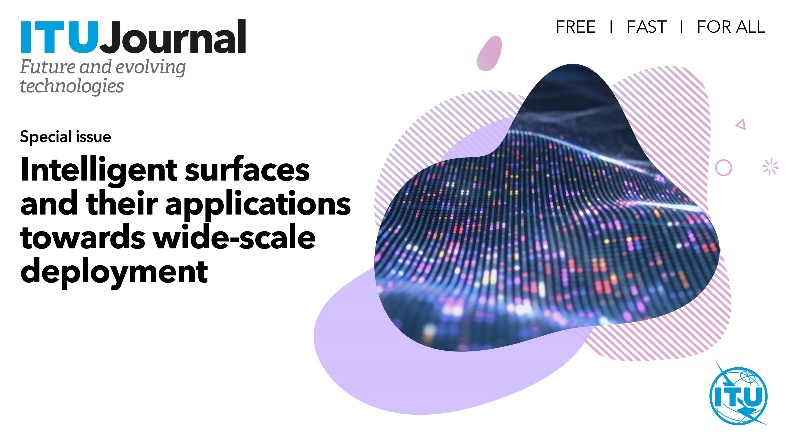 ITUJournal
Future and evolving
technologies
FREE I FAST I FOR ALL
Special issue
Intelligent surfaces
and their applications
towards wide-scale
deployment
ITU